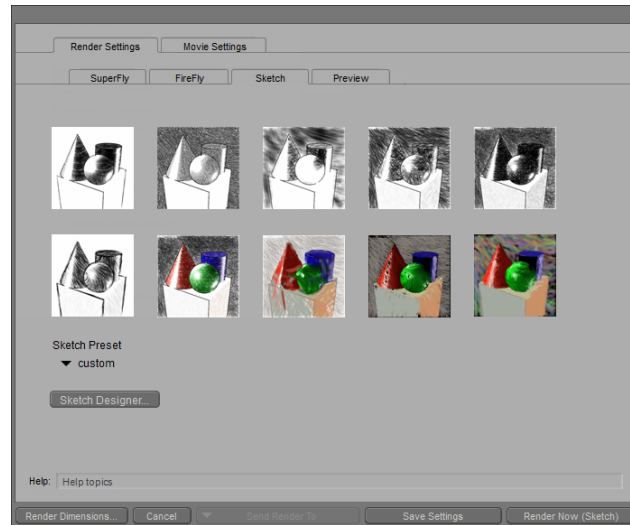 Render Settings Movie Settings
SuperFly FireFly Sketch Preview
Sketch Preset
custom
Sketch Designer...
Help: Help topics
Render Dimensions... Cancel Send Render To Save Settings Render Now (Sketch)